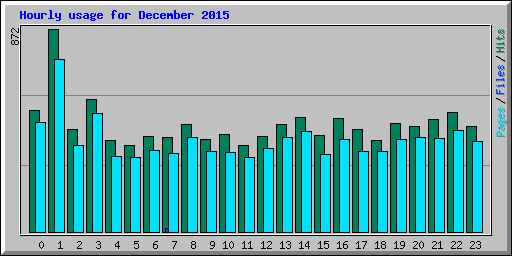 Hourly usage for December 2015
872
Pages/Files/Hits
0 1 2 3 4 5 6 7 8 9 10 11 12 13 14 15 16 17 18 19 20 21 22 23